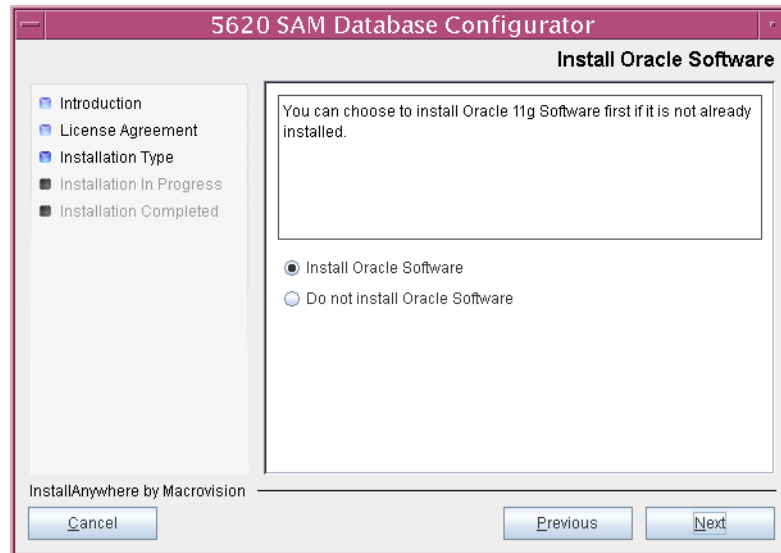 5620 SAM Database Configurator
Install Oracle Software
Introduction
License Agreement
Installation Type
Installation In Progress
Installation Completed
You can choose to install Oracle 11g Software first if it is not already
installed.
Install Oracle Software
Do not install Oracle Software
InstallAnywhere by Macrovision
Cancel
Previous
Next